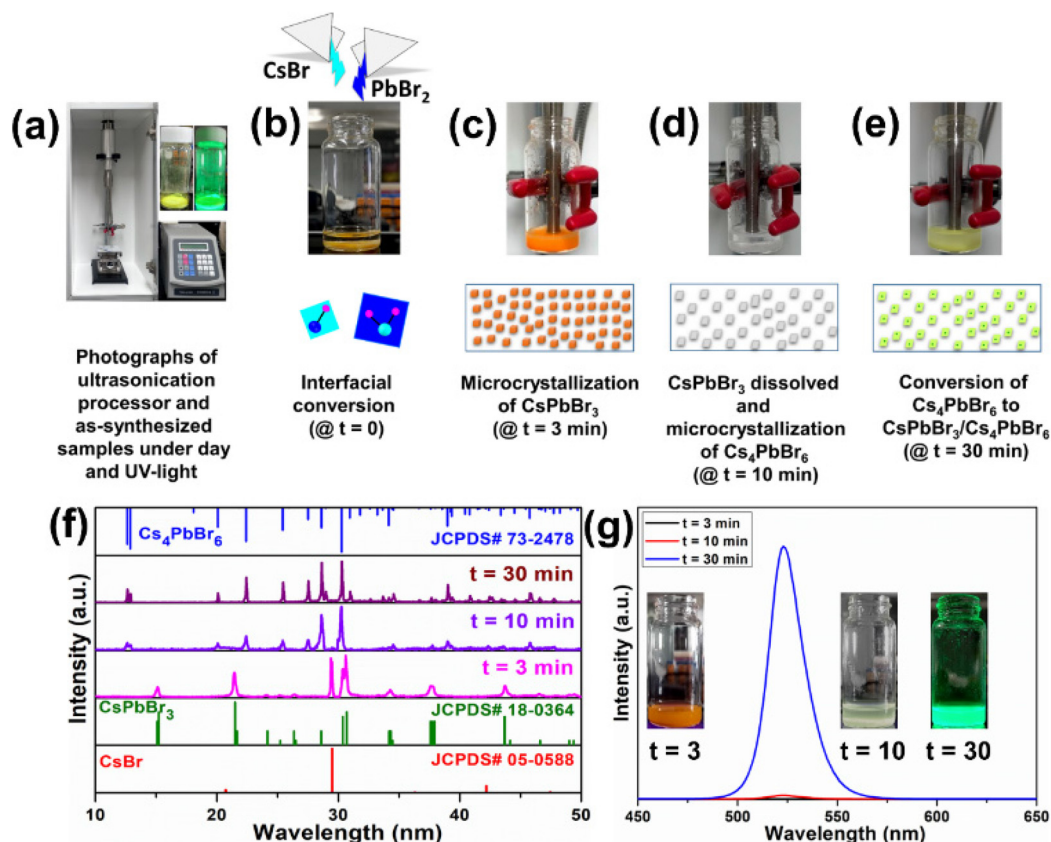 CsBr
PbBr2
(a)
(b)
(c)
(d)
(e)
Photographs of
ultrasonication
processor and
as-synthesized
samples under day
and UV-light
Interfacial
conversion
(@ t = 0)
Microcrystallization
of CsPbBr3
(@ t = 3 min)
CsPbBr3 dissolved
and
microcrystallization
of Cs4PbBr6
(@ t = 10 min)
Conversion of
Cs4PbBr6 to
CsPbBr3/Cs4PbBr6
(@ t = 30 min)
(f)
Intensity (a.u.)
Cs4PbBr6
JCPDS# 73-2478
t = 30 min
t = 10 min
t = 3 min
CsPbBr3
JCPDS# 18-0364
CsBr
JCPDS# 05-0588
10
20
30
40
50
Wavelength (nm)
(g)
Intensity (a.u.)
t = 3 min
t = 10 min
t = 30 min
t = 3
t = 10
t = 30
450
500
550
600
650
Wavelength (nm)